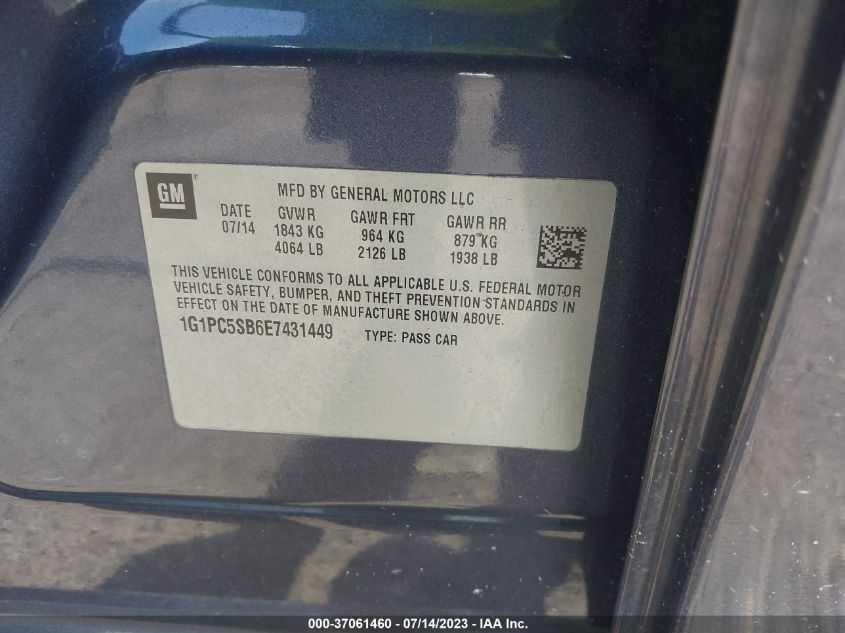 GM®
MFD BY GENERAL MOTORS LLC
DATE GVWR GAWR FRT GAWR RR
07/14 1843 KG 964 KG 879 KG
4064 LB 2126 LB 1938 LB
THIS VEHICLE CONFORMS TO ALL APPLICABLE U.S. FEDERAL MOTOR
VEHICLE SAFETY, BUMPER, AND THEFT PREVENTION STANDARDS IN
EFFECT ON THE DATE OF MANUFACTURE SHOWN ABOVE.
1G1PC5SB6E7431449 TYPE: PASS CAR
000-37061460 - 07/14/2023 - IAA Inc.